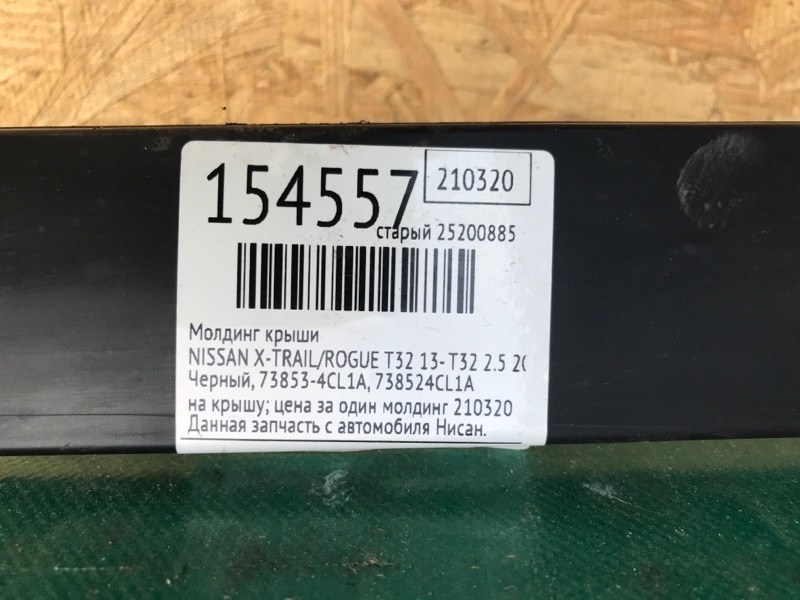 154557
210320
старый 25200885
Молдинг крыши
NISSAN X-TRAIL/ROGUE T32 13- T32 2.5
Черный, 73853-4CL1A, 738524CL1A
на крышу; цена за один молдинг 210320
Данная запчасть с автомобиля Нисан.